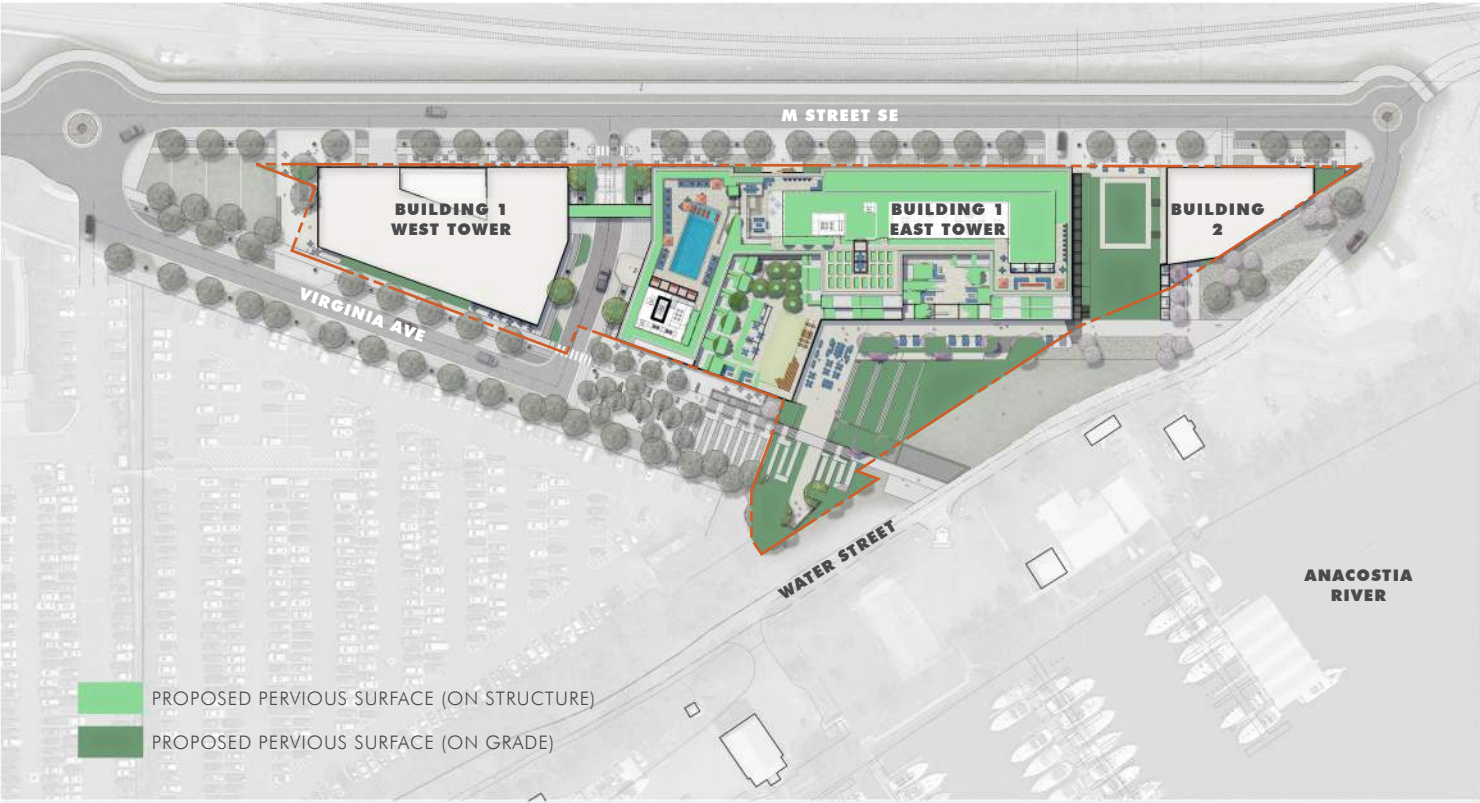 M STREET SE
BUILDING 1
WEST TOWER
BUILDING 1
EAST TOWER
BUILDING
2
VIRGINIA AVE
WATER STREET
ANACOSTIA
RIVER
PROPOSED PERVIOUS SURFACE (ON STRUCTURE)
PROPOSED PERVIOUS SURFACE (ON GRADE)